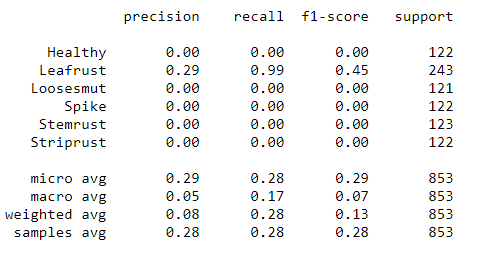 precision recall f1-score support
Healthy 0.00 0.00 0.00 122
Leafrust 0.29 0.99 0.45 243
Loosesmut 0.00 0.00 0.00 121
Spike 0.00 0.00 0.00 122
Stemrust 0.00 0.00 0.00 123
Striprust 0.00 0.00 0.00 122
micro avg 0.29 0.28 0.29 853
macro avg 0.05 0.17 0.07 853
weighted avg 0.08 0.28 0.13 853
samples avg 0.28 0.28 0.28 853